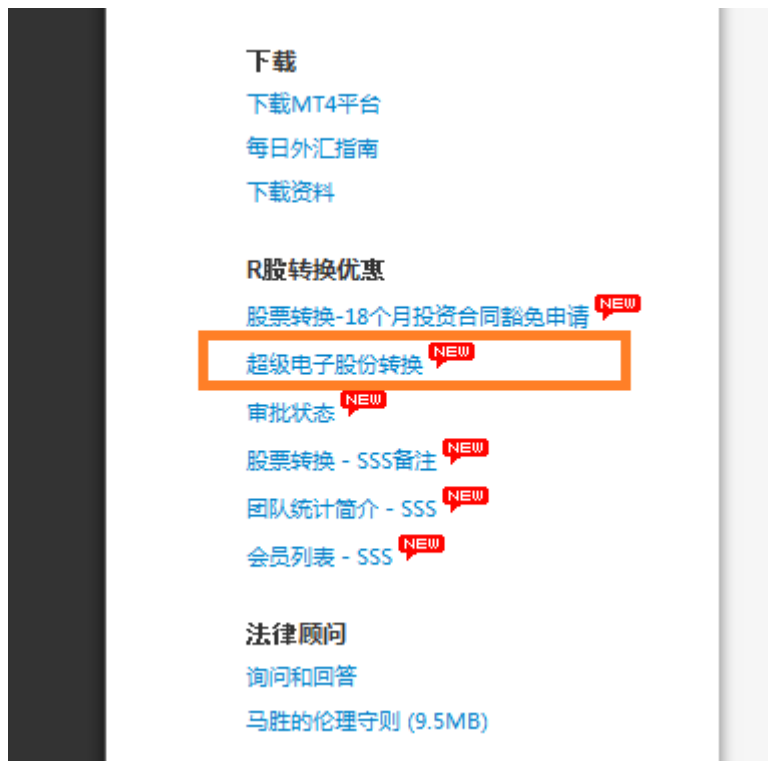 下载
下载MT4平台
每日外汇指南
下载资料
R股转换优惠
股票转换-18个月投资合同豁免申请 NEW
超级电子股份转换 NEW
审批状态 NEW
股票转换 - SSS备注 NEW
团队统计简介 - SSS NEW
会员列表 - SSS NEW
法律顾问
询问和回答
马胜的伦理守则 (9.5MB)